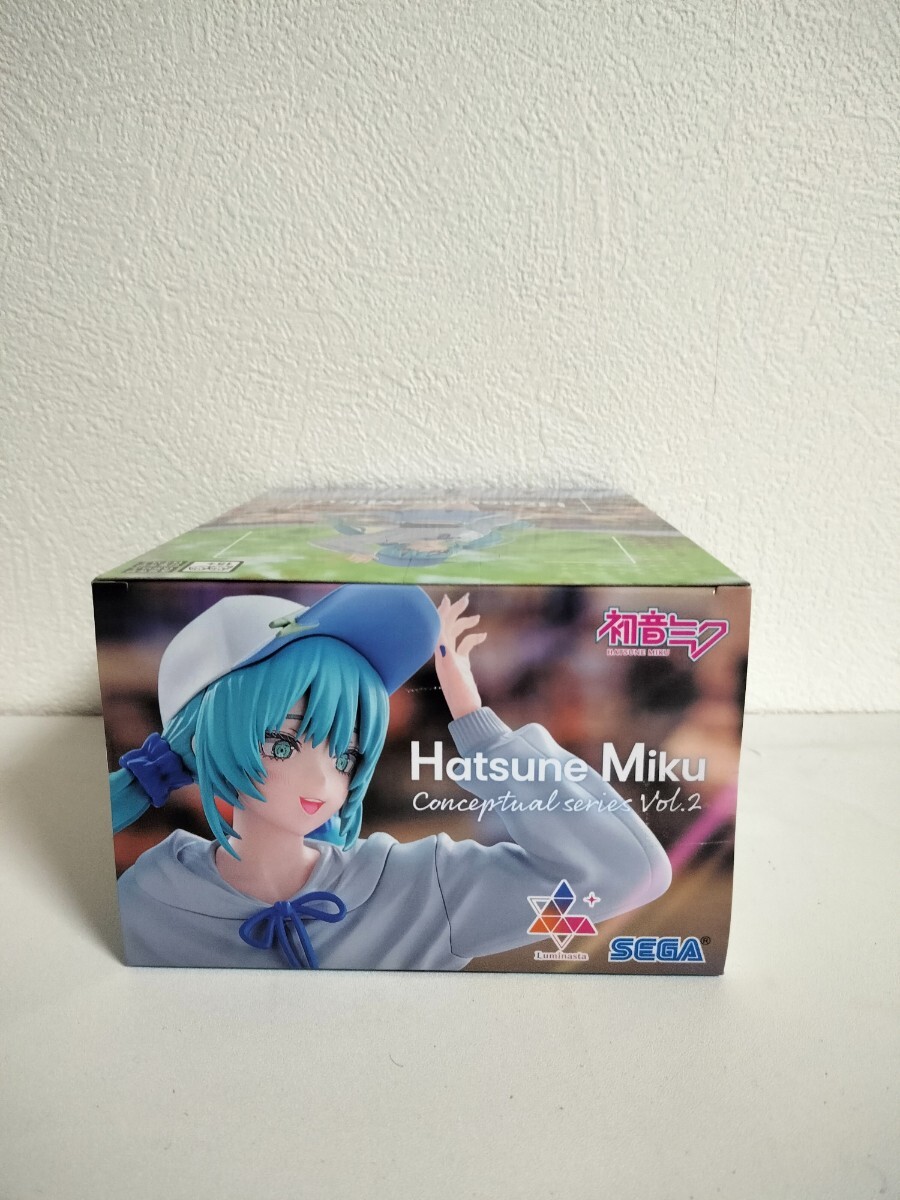 初音ミク
HATSUNE MIKU
Hatsune Miku
Conceptual series Vol.2
Luminasta
SEGA®